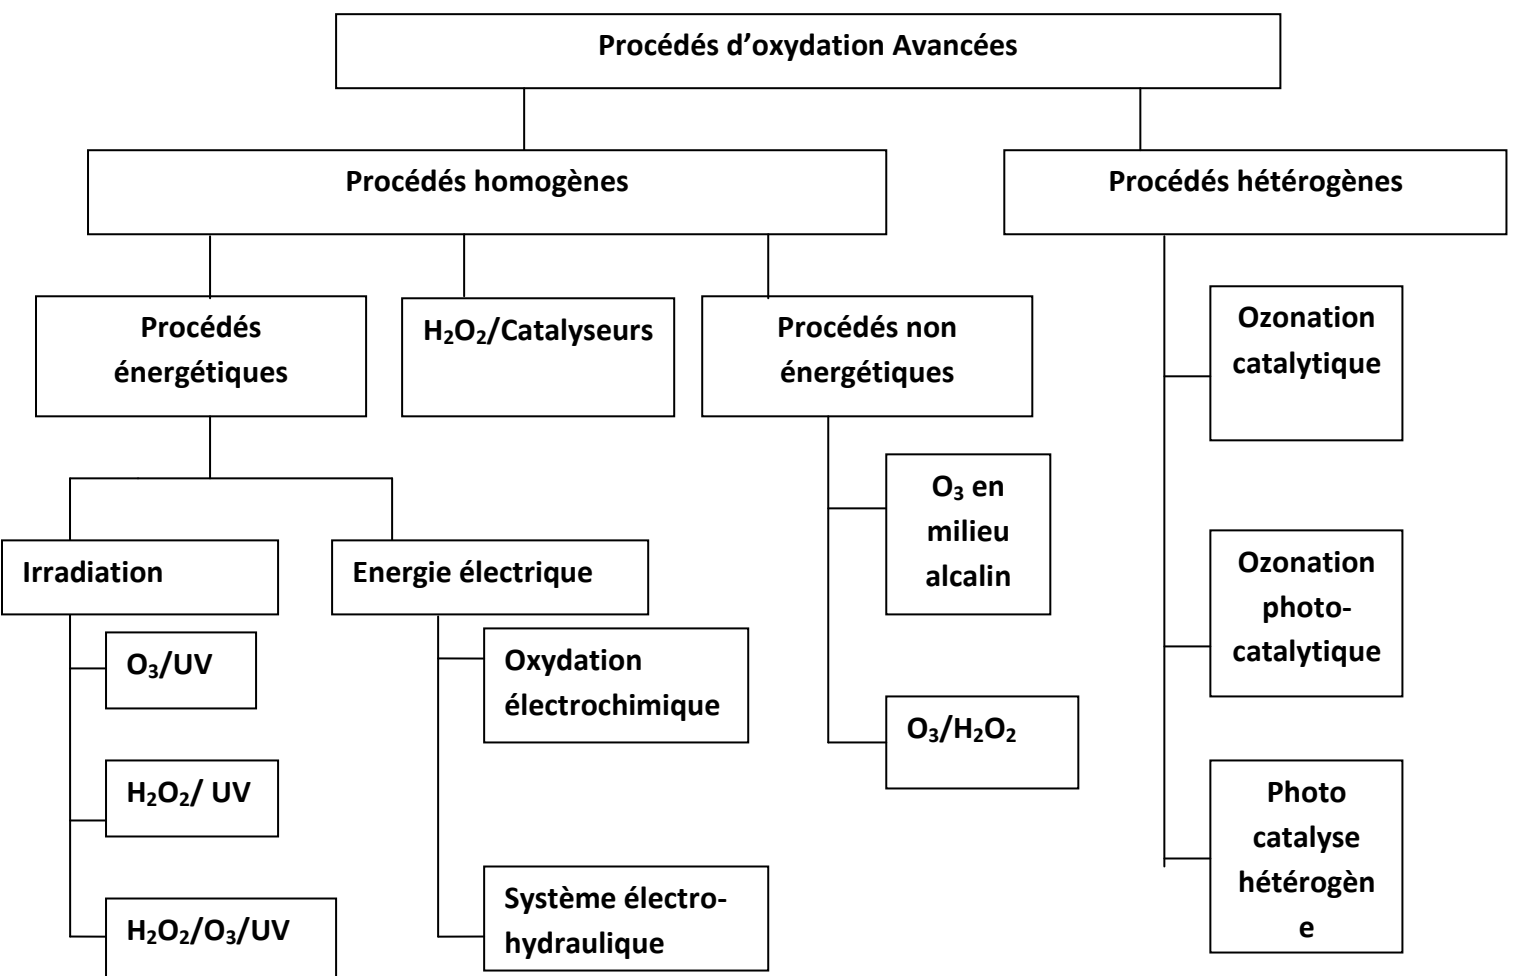 Procédés d’oxydation Avancées
Procédés homogènes
Procédés hétérogènes
Procédés
énergétiques
H₂O₂/Catalyseurs
Procédés non
énergétiques
Ozonation
catalytique
O₃ en
milieu
alcalin
Irradiation
Energie électrique
Ozonation
photo-
catalytique
O₃/UV
Oxydation
électrochimique
O₃/H₂O₂
H₂O₂/ UV
Photo
catalyse
hétérogèn
e
H₂O₂/O₃/UV
Système électro-
hydraulique